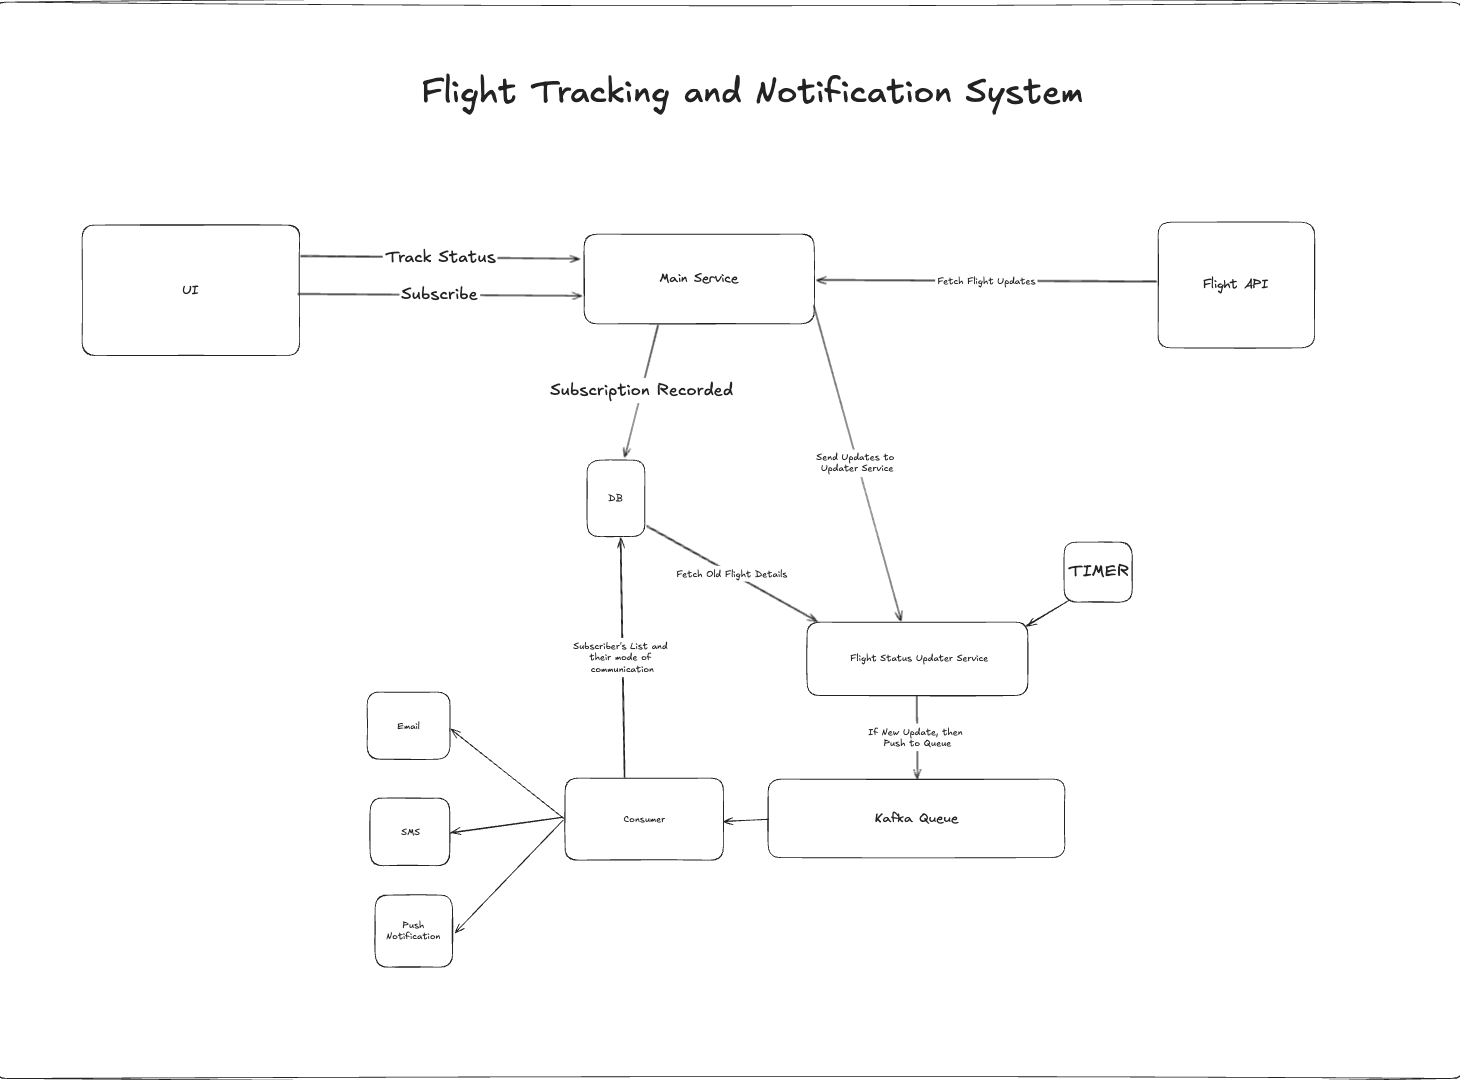 Flight Tracking and Notification System
UI
Track Status
Subscribe
Main Service
Fetch Flight Updates
Flight API
Subscription Recorded
Send Updates to
Updater Service
DB
Fetch Old Flight Details
TIMER
Subscriber's List and
their mode of
communication
Flight Status Updater Service
If New Update, then
Push to Queue
Email
SMS
Push
Notification
Consumer
Kafka Queue